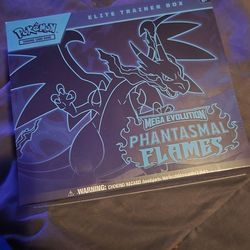 ELITE TRAINER BOX
POKéMON
MEGA EVOLUTION
PHANTASMAL
FLAMES
WARNING: CHOKING HAZARD